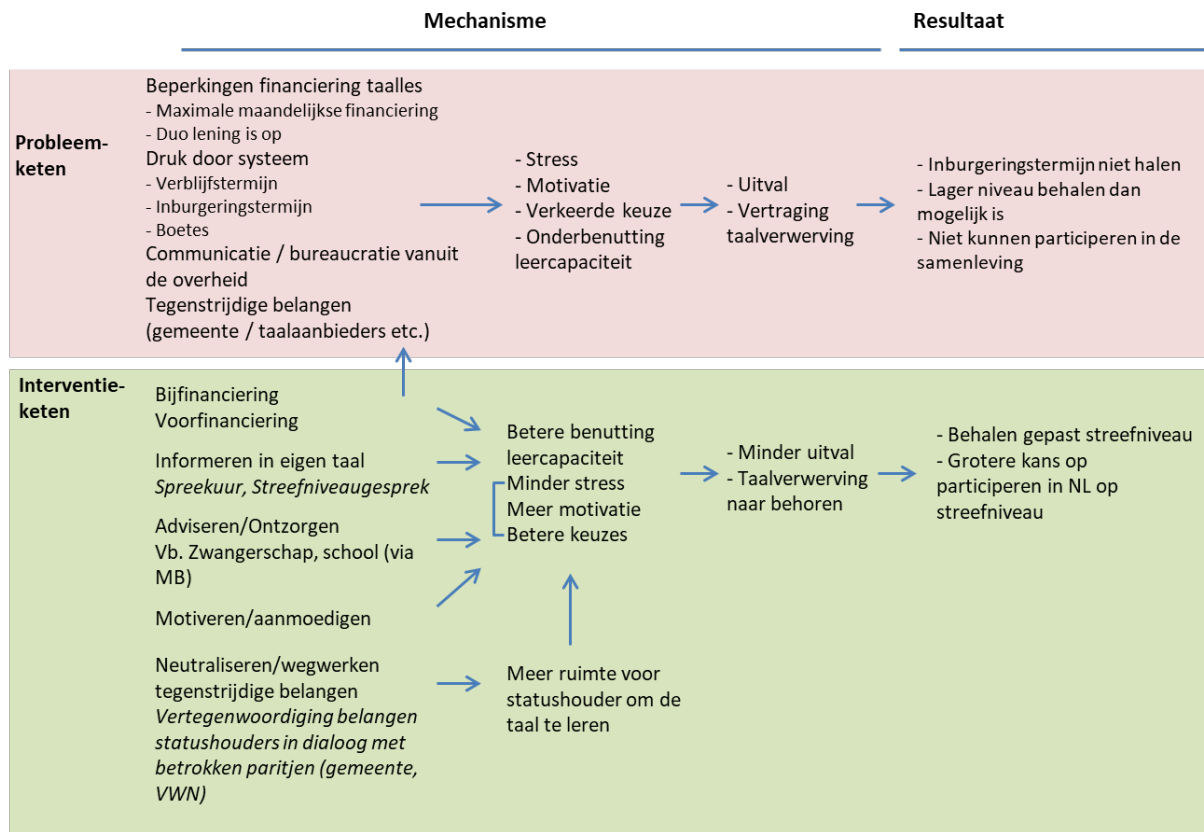 Mechanisme
Resultaat
Probleem-
keten
Beperkingen financiering taalles
- Maximale maandelijkse financiering
- Duo lening is op
Druk door systeem
- Verblijfstermijn
- Inburgeringstermijn
- Boetes
Communicatie / bureaucratie vanuit
de overheid
Tegenstrijdige belangen
(gemeente / taalaanbieders etc.)
- Stress
- Motivatie
- Verkeerde keuze
- Onderbenutting
leercapaciteit
- Uitval
- Vertraging
taalverwerving
- Inburgeringstermijn niet halen
- Lager niveau behalen dan
mogelijk is
- Niet kunnen participeren in de
samenleving
Interventie-
keten
Bijfinanciering
Voorfinanciering
Informeren in eigen taal
Spreekuur, Streefniveaugesprek
Adviseren/Ontzorgen
Vb. Zwangerschap, school (via
MB)
Motiveren/aanmoedigen
Neutraliseren/wegwerken
tegenstrijdige belangen
Vertegenwoordiging belangen
statushouders in dialoog met
betrokken paritjen (gemeente,
VWN)
Betere benutting
leercapaciteit
Minder stress
Meer motivatie
Betere keuzes
Meer ruimte voor
statushouder om de
taal te leren
- Minder uitval
- Taalverwerving
naar behoren
- Behalen gepast streefniveau
- Grotere kans op
participeren in NL op
streefniveau